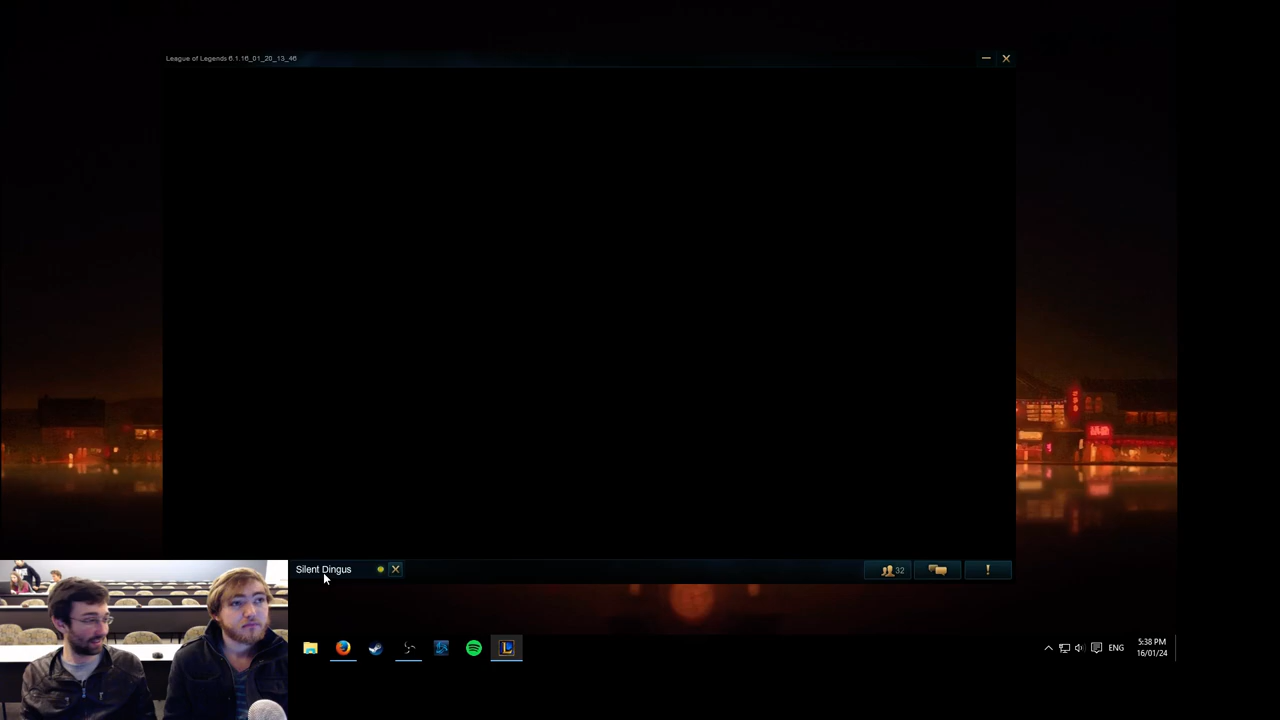 League of Legends 6.1.16_01_20_13_46
Silent Dingus
32
!
ENG
5:38 PM
16/01/24